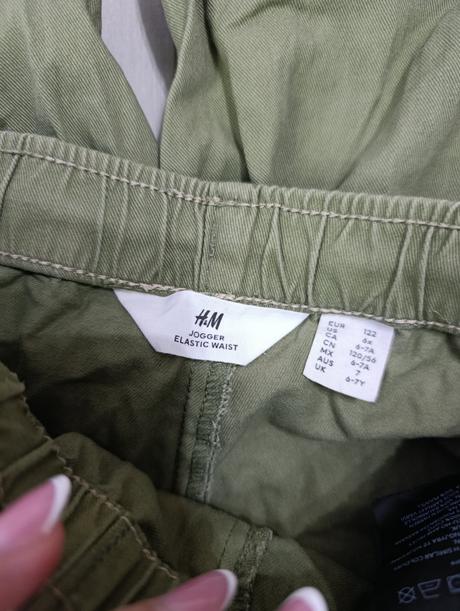 H&M
JOGGER
ELASTIC WAIST
EUR 122
US 6x
CA 6-7A
CN 120/56
MX 6-7A
AUS 7
UK 6-7Y